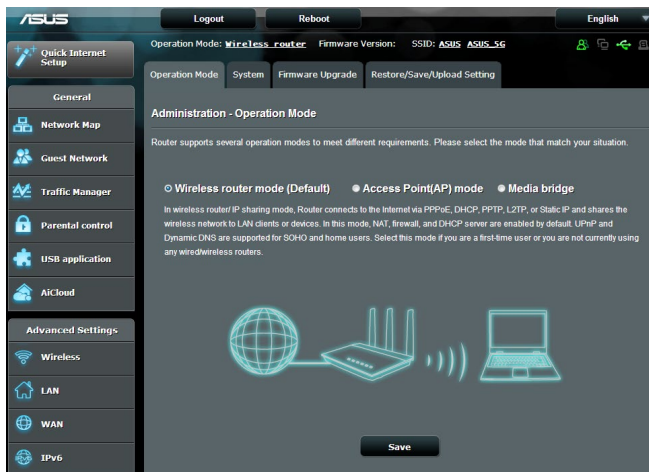 ASUS
Logout
Reboot
English
Quick Internet
Setup
Operation Mode: Wireless router Firmware Version: SSID: ASUS ASUS_5G
Operation Mode
System
Firmware Upgrade
Restore/Save/Upload Setting
General
Network Map
Guest Network
Traffic Manager
Parental control
USB application
AiCloud
Advanced Settings
Wireless
LAN
WAN
IPv6
Administration - Operation Mode
Router supports several operation modes to meet different requirements. Please select the mode that match your situation.
Wireless router mode (Default)
Access Point(AP) mode
Media bridge
In wireless router/ IP sharing mode, Router connects to the Internet via PPPoE, DHCP, PPTP, L2TP, or Static IP and shares the
wireless network to LAN clients or devices. In this mode, NAT, firewall, and DHCP server are enabled by default. UPnP and
Dynamic DNS are supported for SOHO and home users. Select this mode if you are a first-time user or you are not currently using
any wired/wireless routers.
Save